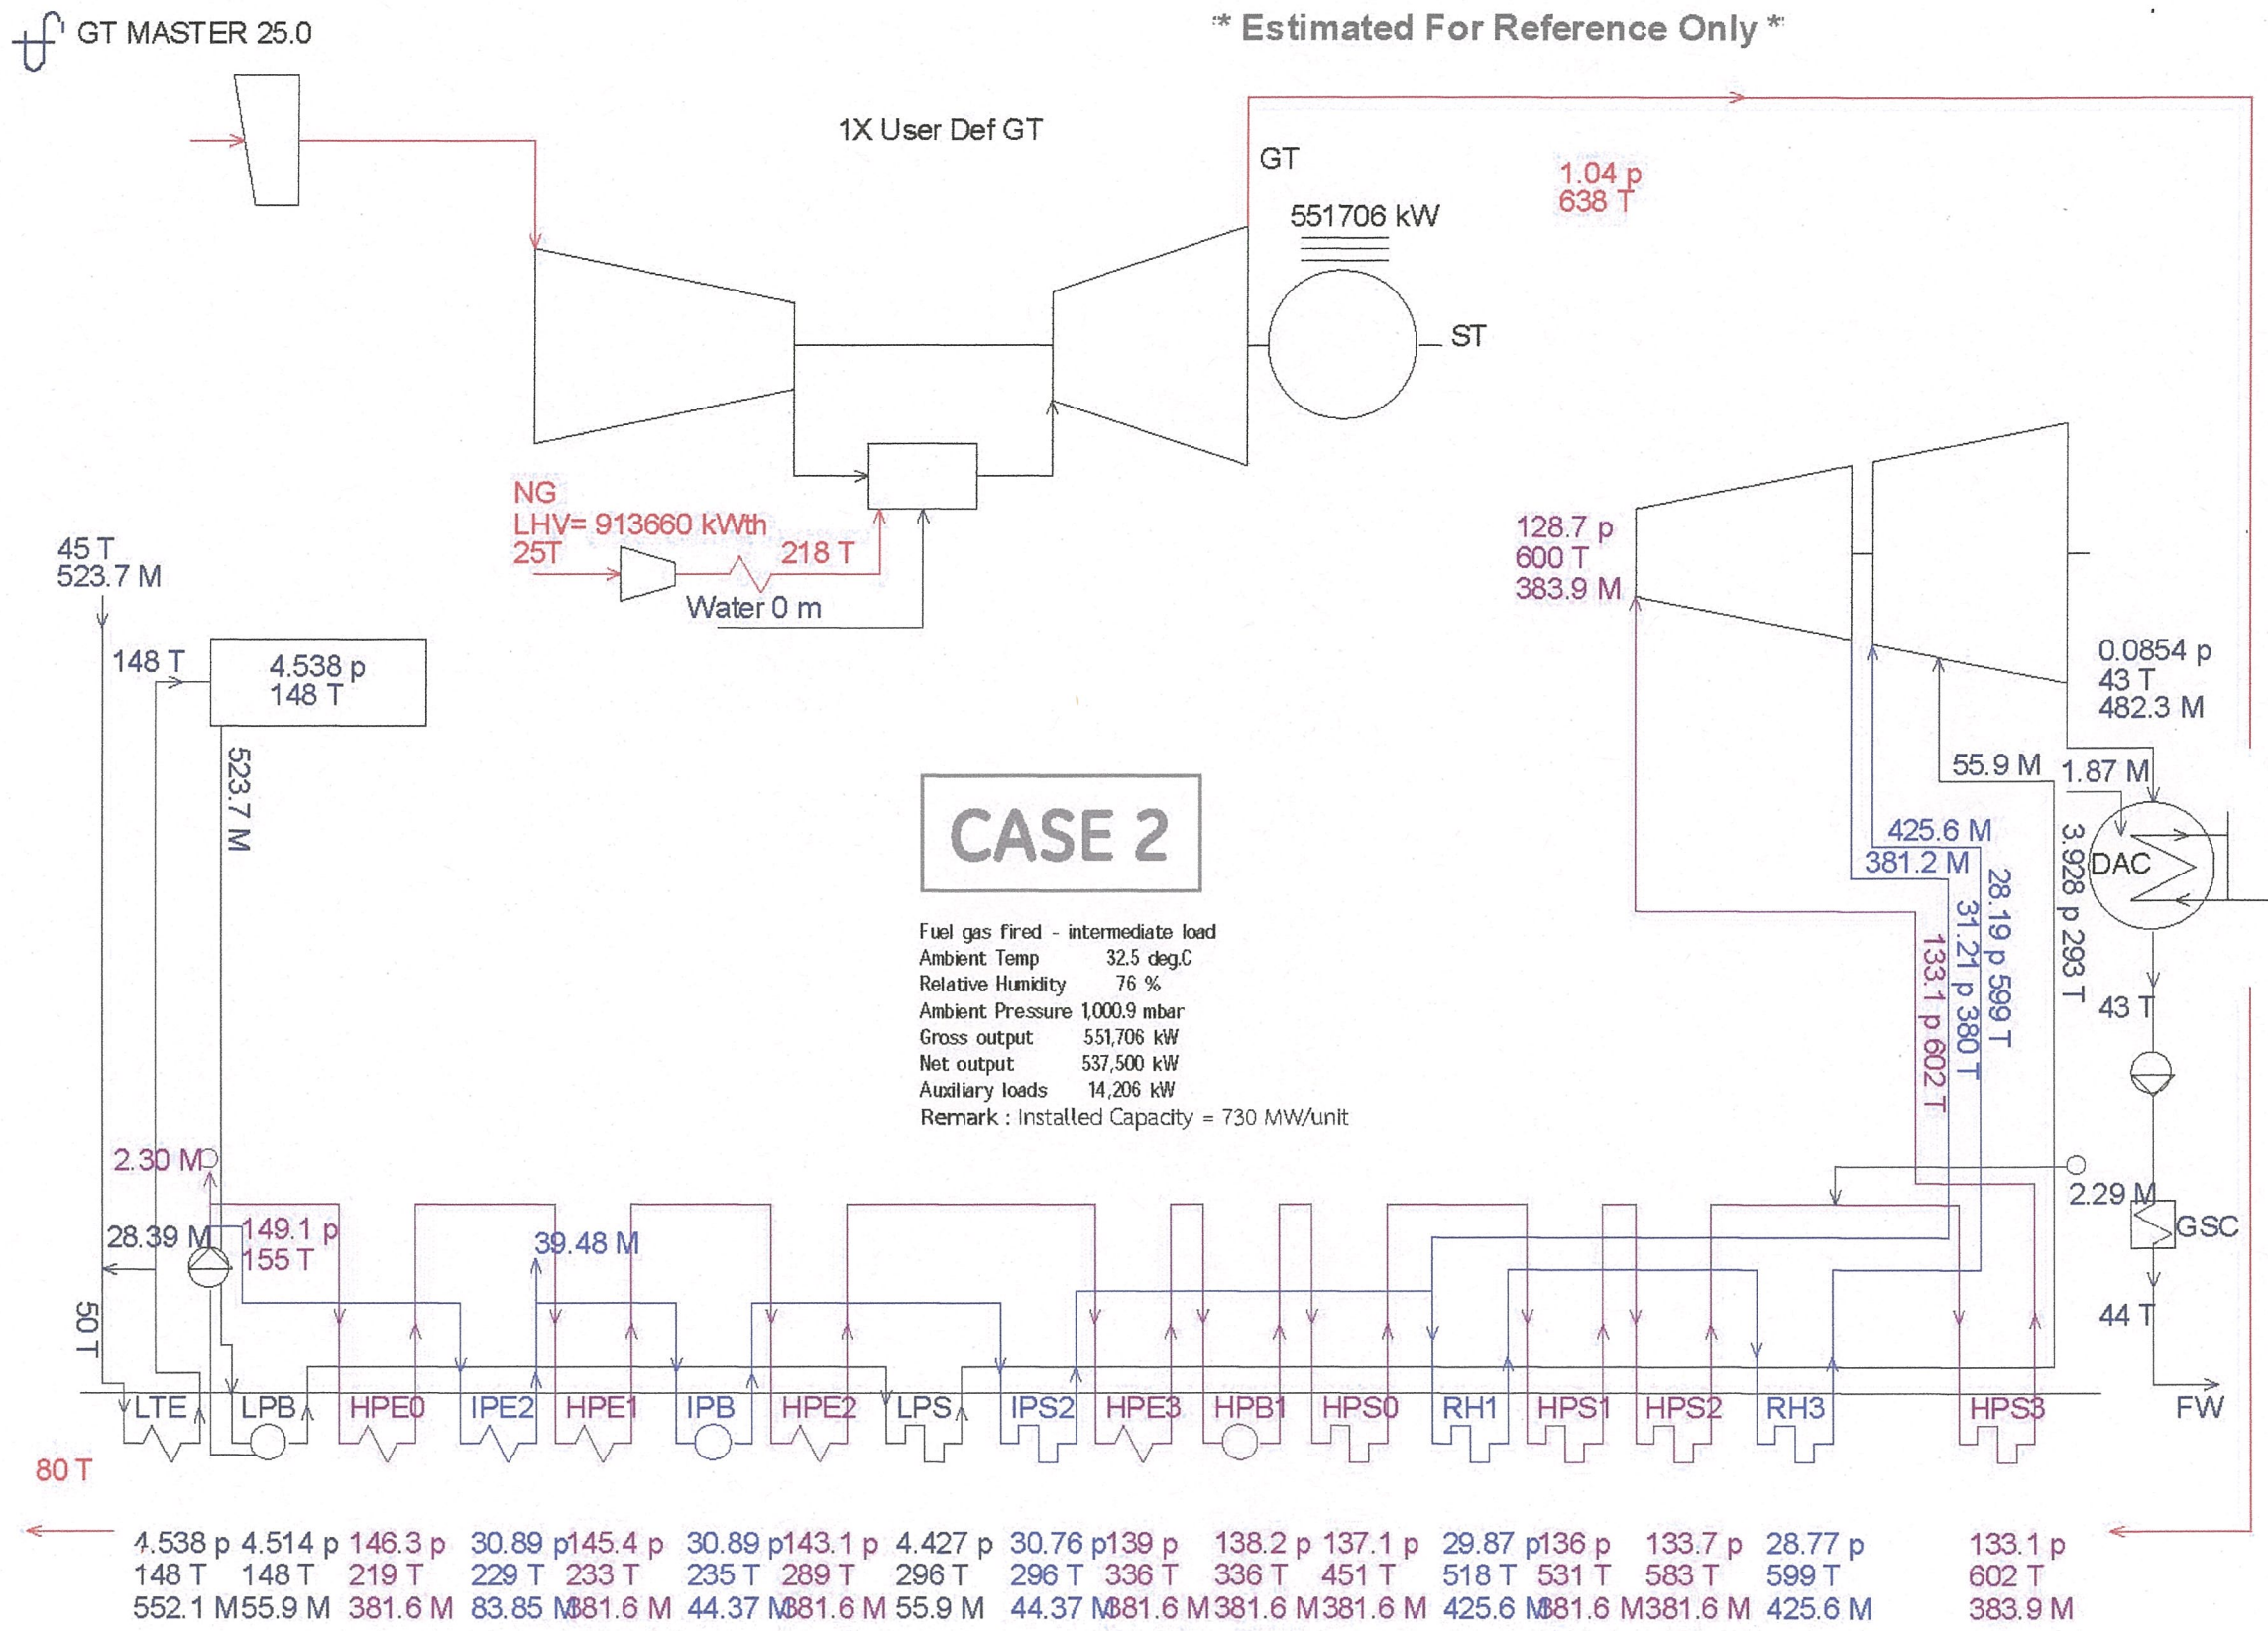 GT MASTER 25.0
** Estimated For Reference Only **
1X User Def GT
GT
1.04 p
638 T
551706 kW
ST
NG
LHV= 913660 kWth
25T
218 T
Water 0 m
45 T
523.7 M
148 T
4.538 p
148 T
523.7 M
128.7 p
600 T
383.9 M
0.0854 p
43 T
482.3 M
55.9 M
1.87 M
425.6 M
381.2 M
DAC
3.928 p 293 T
28.19 p 599 T
31.21 p 380 T
133.1 p 602 T
43 T
CASE 2
Fuel gas fired - intermediate load
Ambient Temp 32.5 deg.C
Relative Humidity 76 %
Ambient Pressure 1,000.9 mbar
Gross output 551,706 kW
Net output 537,500 kW
Auxiliary loads 14,206 kW
Remark : Installed Capacity = 730 MW/unit
2.30 M
2.29 M
GSC
28.39 M
149.1 p
155 T
39.48 M
50 T
44 T
FW
LTE LPB HPE0 IPE2 HPE1 IPB HPE2 LPS IPS2 HPE3 HPB1 HPS0 RH1 HPS1 HPS2 RH3 HPS3
80 T
4.538 p 4.514 p 146.3 p 30.89 p 145.4 p 30.89 p 143.1 p 4.427 p 30.76 p 139 p 138.2 p 137.1 p 29.87 p 136 p 133.7 p 28.77 p 133.1 p
148 T 148 T 219 T 229 T 233 T 235 T 289 T 296 T 296 T 336 T 336 T 451 T 518 T 531 T 583 T 599 T 602 T
552.1 M 55.9 M 381.6 M 83.85 M 381.6 M 44.37 M 381.6 M 55.9 M 44.37 M 381.6 M 381.6 M 381.6 M 425.6 M 381.6 M 381.6 M 425.6 M 383.9 M